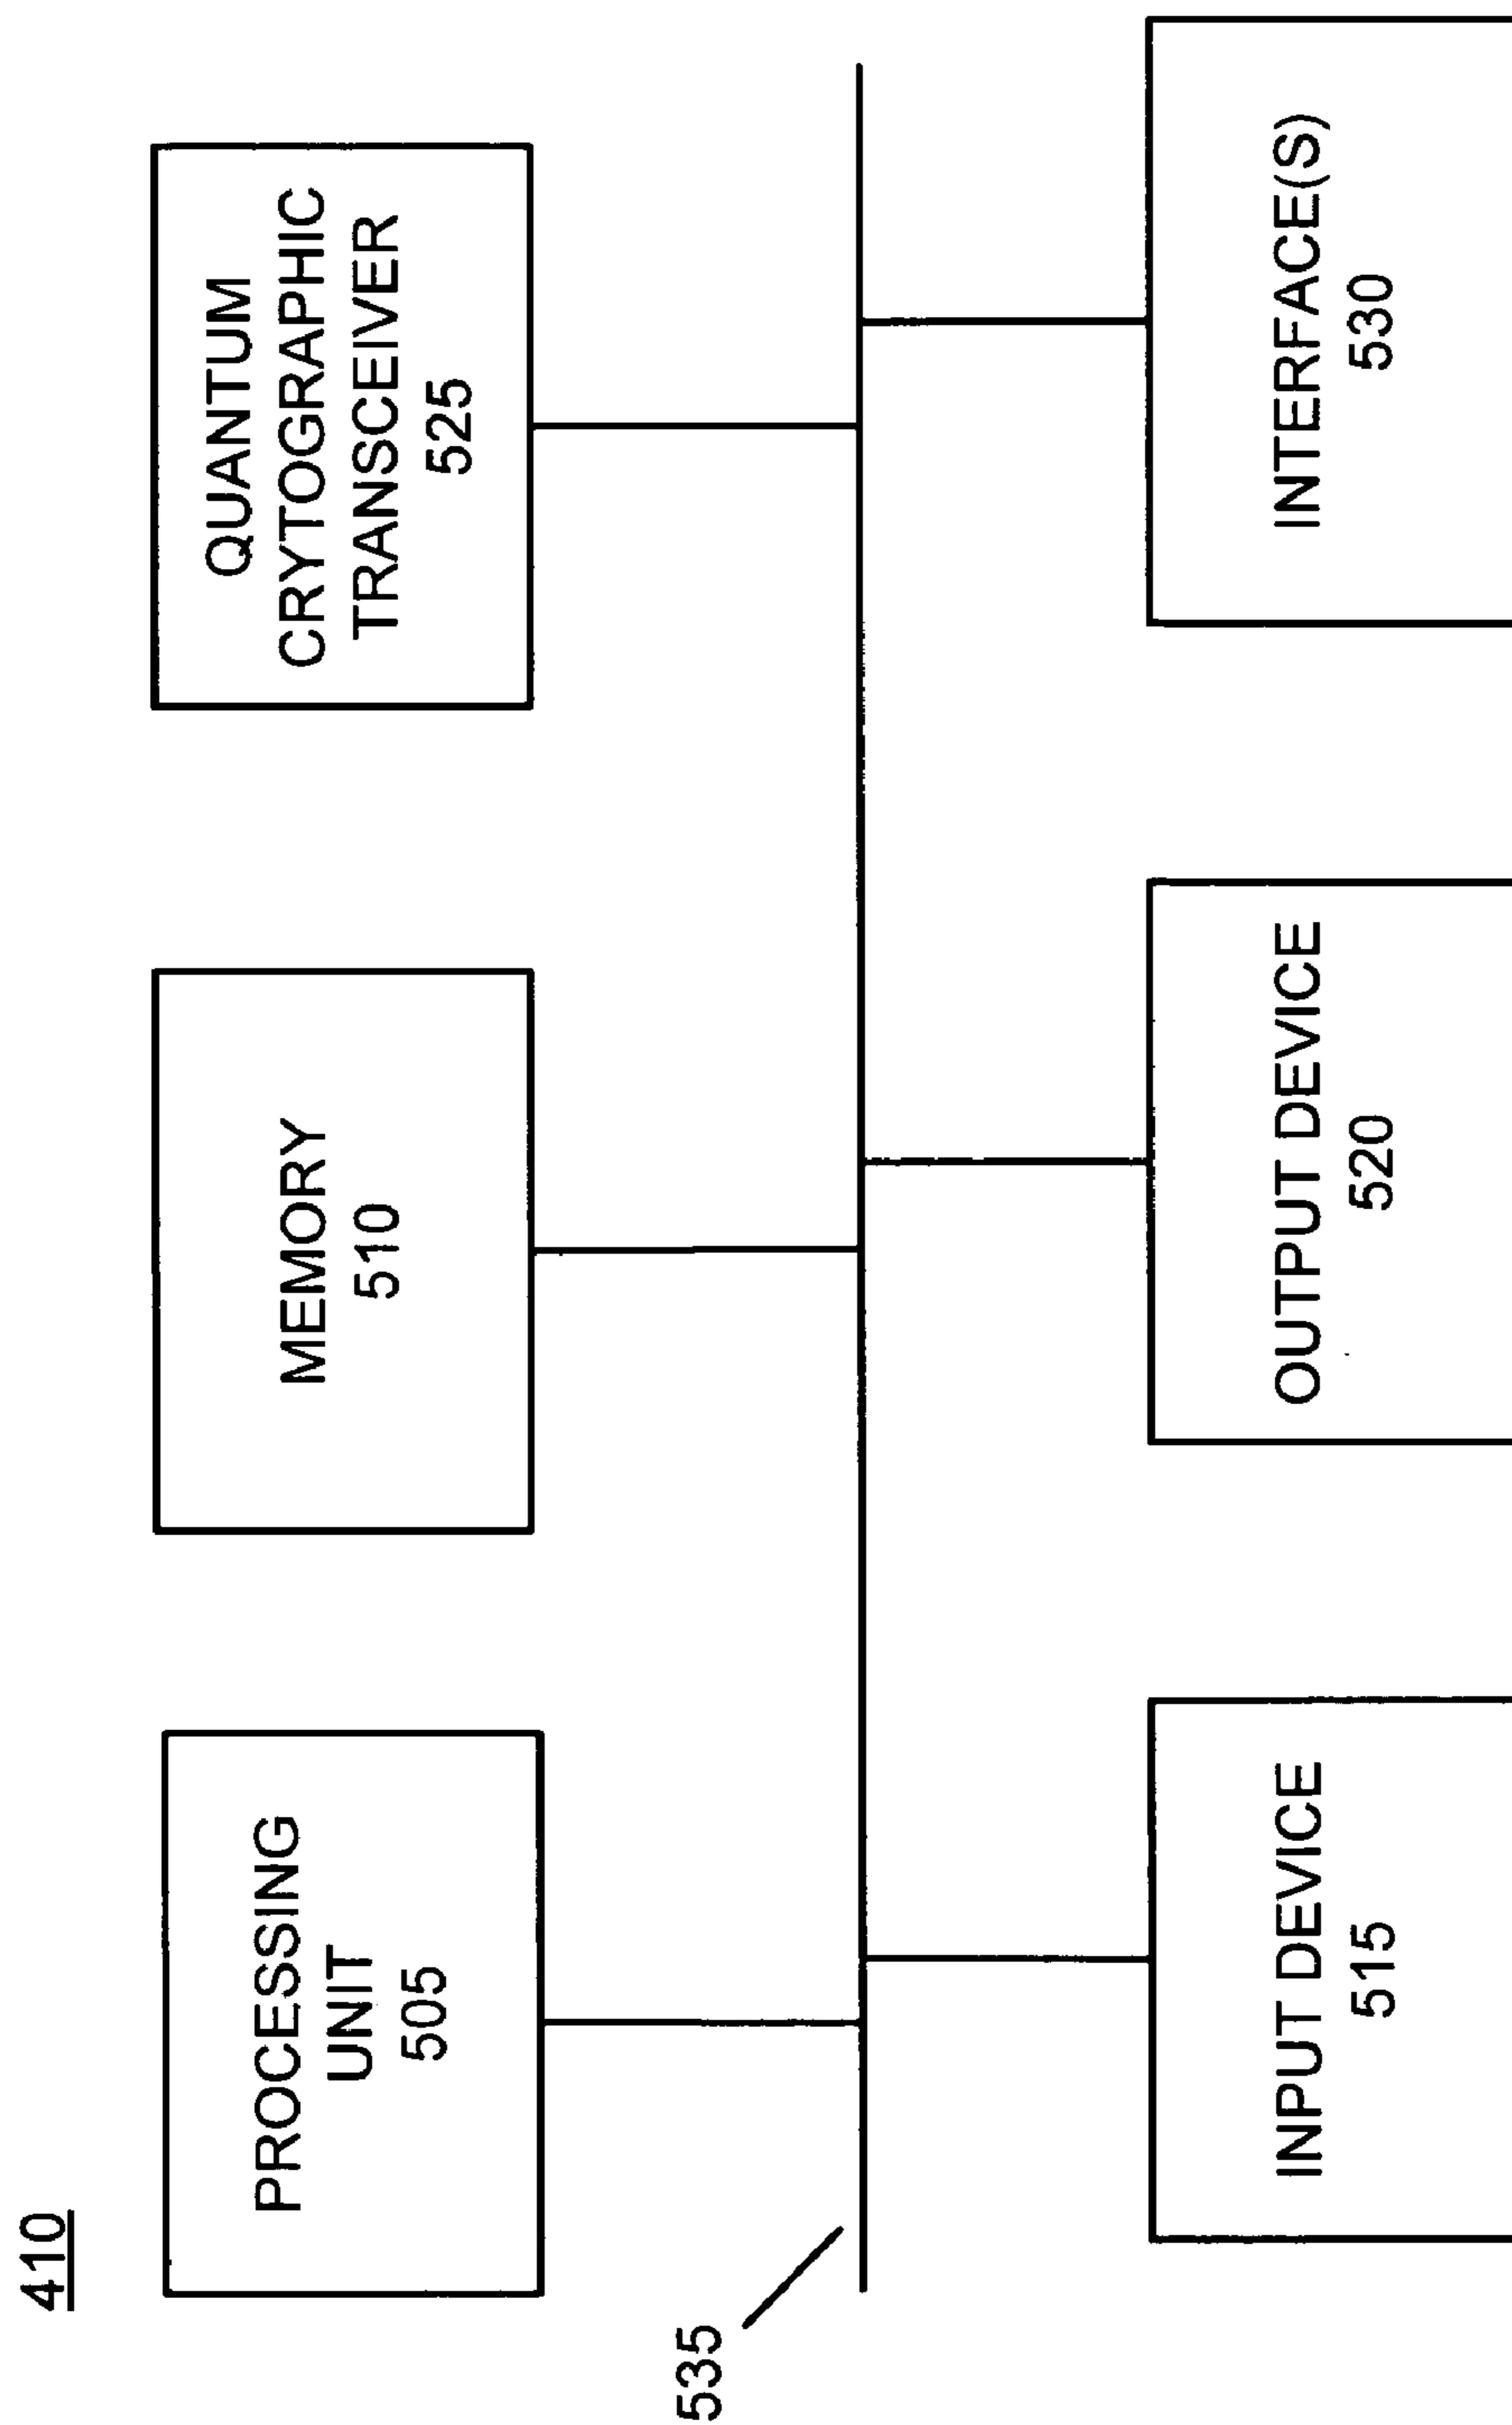 410
PROCESSING
UNIT
505
MEMORY
510
QUANTUM
CRYTOGRAPHIC
TRANSCEIVER
525
535
INPUT DEVICE
515
OUTPUT DEVICE
520
INTERFACE(S)
530